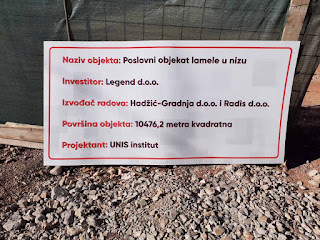 Naziv objekta: Poslovni objekat lamele u nizu
Investitor: Legend d.o.o.
Izvođač radova: Hadžić-Gradnja d.o.o. i Radis d.o.o.
Površina objekta: 10476,2 metra kvadratna
Projektant: UNIS institut